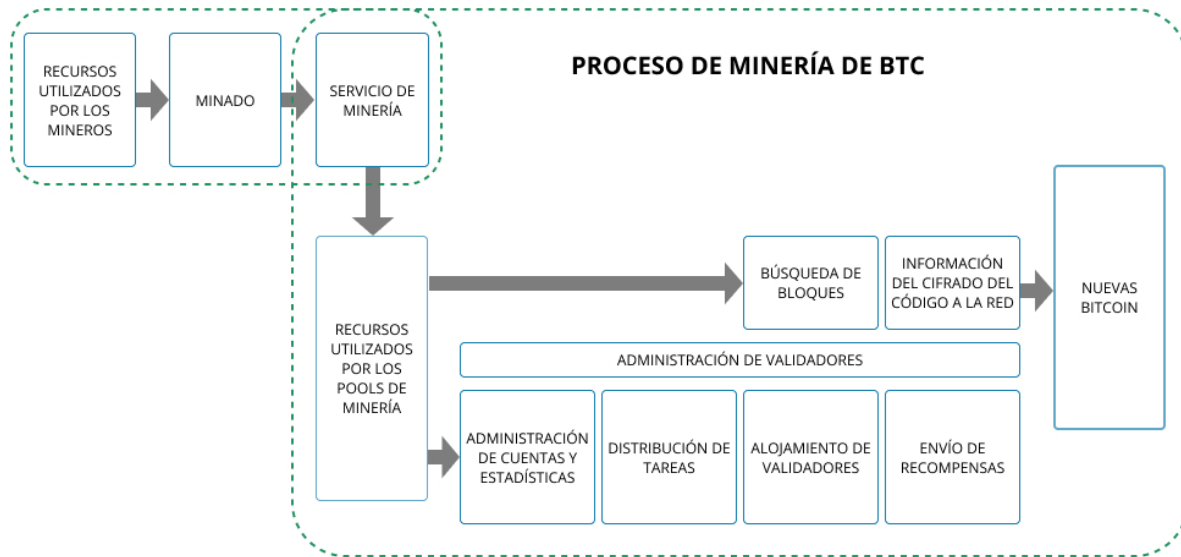 PROCESO DE MINERÍA DE BTC
RECURSOS
UTILIZADOS
POR LOS
MINEROS
MINADO
SERVICIO DE
MINERÍA
RECURSOS
UTILIZADOS
POR LOS
POOLS DE
MINERÍA
BÚSQUEDA DE
BLOQUES
INFORMACIÓN
DEL CIFRADO DEL
CÓDIGO A LA RED
NUEVAS
BITCOIN
ADMINISTRACIÓN DE VALIDADORES
ADMINISTRACIÓN
DE CUENTAS Y
ESTADÍSTICAS
DISTRIBUCIÓN DE
TAREAS
ALOJAMIENTO DE
VALIDADORES
ENVÍO DE
RECOMPENSAS